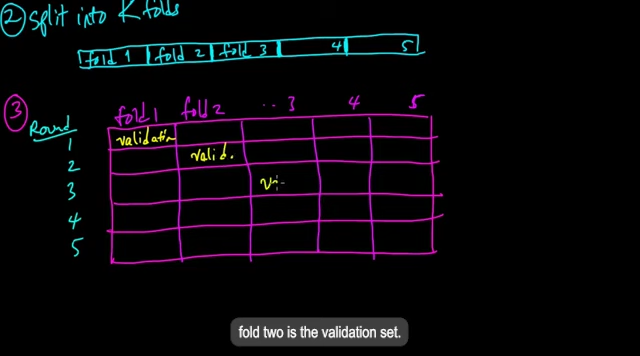 ② Split into K folds
fold 1 fold 2 fold 3 4 5
③ fold 1 fold 2 .. 3 4 5
Round
1 validation
2 valid.
3
4
5
fold two is the validation set.